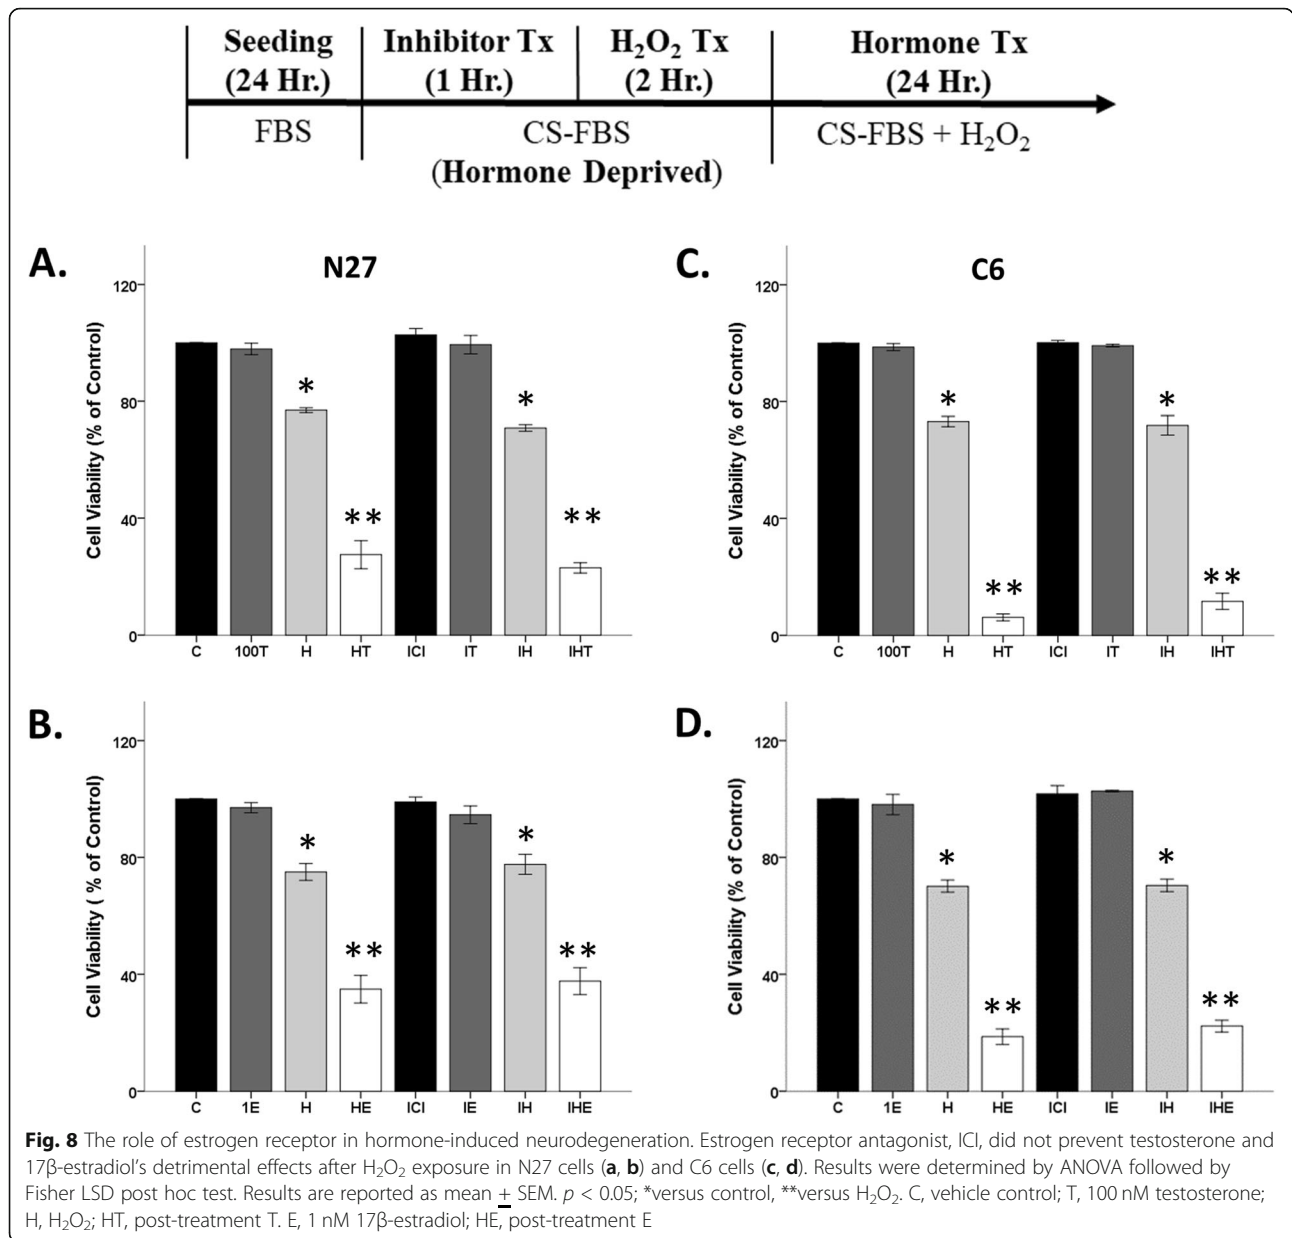 Seeding Inhibitor Tx H₂O₂ Tx Hormone Tx
(24 Hr.) (1 Hr.) (2 Hr.) (24 Hr.)
FBS CS-FBS CS-FBS + H₂O₂
(Hormone Deprived)
A.
N27
Cell Viability (% of Control)
120
80
40
0
* ** * **
C 100T H HT ICI IT IH IHT
C.
C6
Cell Viability (% of Control)
120
80
40
0
* ** * **
C 100T H HT ICI IT IH IHT
B.
Cell Viability ( % of Control)
120
80
40
0
* ** * **
C 1E H HE ICI IE IH IHE
D.
Cell Viability (% of Control)
120
80
40
0
* ** * **
C 1E H HE ICI IE IH IHE
Fig. 8 The role of estrogen receptor in hormone-induced neurodegeneration. Estrogen receptor antagonist, ICI, did not prevent testosterone and
17β-estradiol's detrimental effects after H₂O₂ exposure in N27 cells (a, b) and C6 cells (c, d). Results were determined by ANOVA followed by
Fisher LSD post hoc test. Results are reported as mean ± SEM. p < 0.05; *versus control, **versus H₂O₂. C, vehicle control; T, 100 nM testosterone;
H, H₂O₂; HT, post-treatment T. E, 1 nM 17β-estradiol; HE, post-treatment E